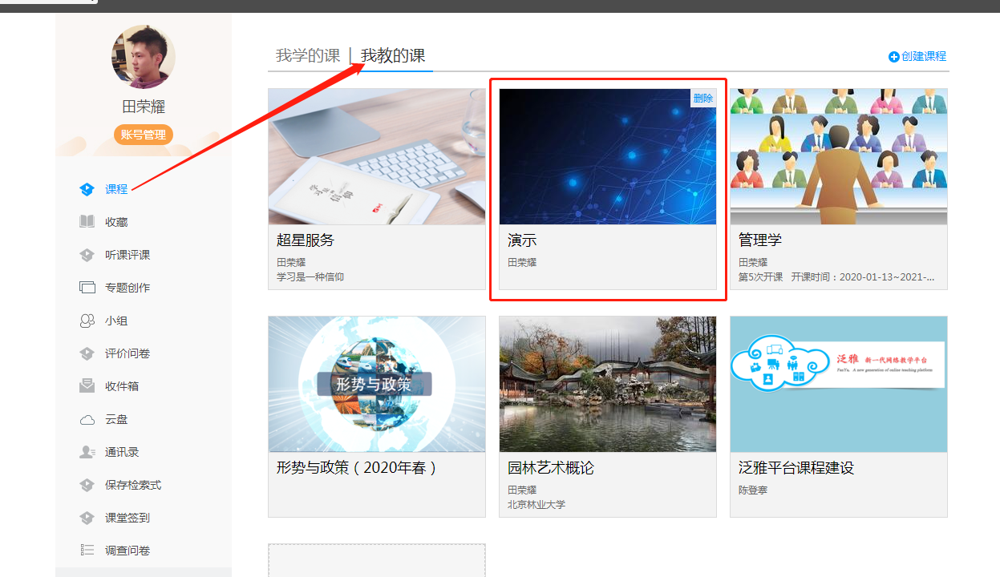 田荣耀
账号管理
课程
收藏
听课评课
专题创作
小组
评价问卷
收件箱
云盘
通讯录
保存检索式
课堂签到
调查问卷
我学的课 | 我教的课
创建课程
学习是一种
信仰
超星服务
田荣耀
学习是一种信仰
删除
演示
田荣耀
管理学
田荣耀
第5次开课 开课时间：2020-01-13~2021-...
形势与政策
形势与政策（2020年春）
园林艺术概论
田荣耀
北京林业大学
泛雅 新一代网络教学平台
FanYa. A new generation of online teaching platform
泛雅平台课程建设
陈登骞